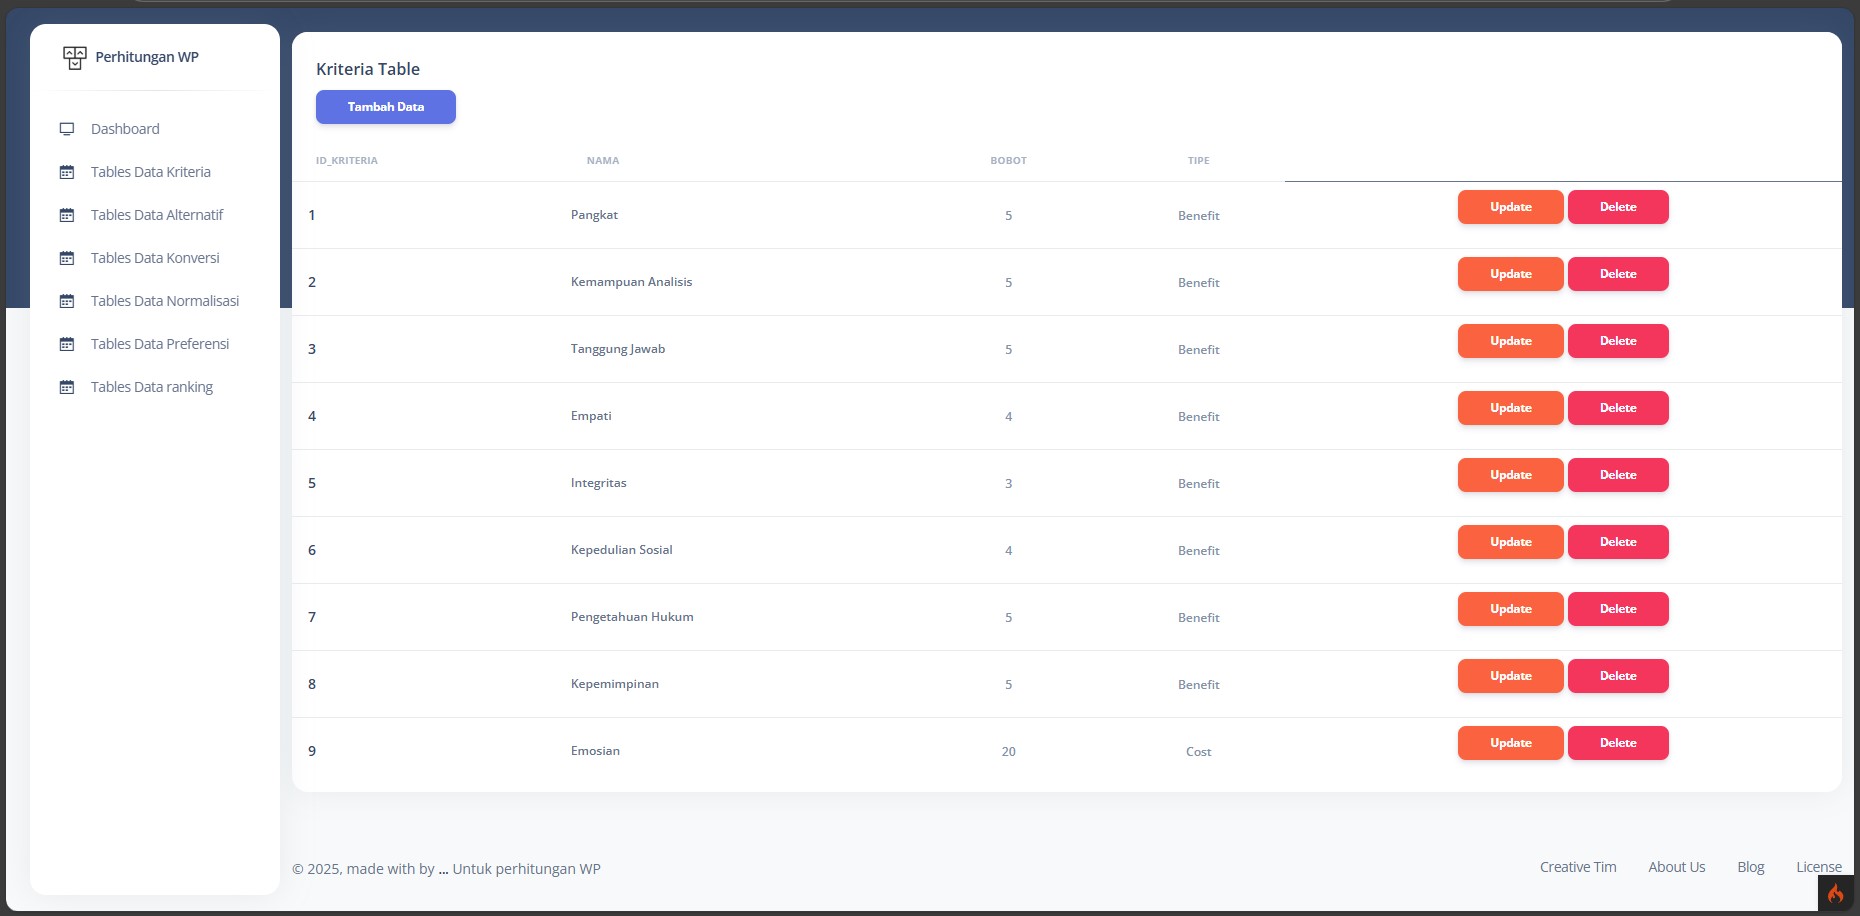 Perhitungan WP
Dashboard
Tables Data Kriteria
Tables Data Alternatif
Tables Data Konversi
Tables Data Normalisasi
Tables Data Preferensi
Tables Data ranking
Kriteria Table
Tambah Data
ID_KRITERIA NAMA BOBOT TIPE
1 Pangkat 5 Benefit Update Delete
2 Kemampuan Analisis 5 Benefit Update Delete
3 Tanggung Jawab 5 Benefit Update Delete
4 Empati 4 Benefit Update Delete
5 Integritas 3 Benefit Update Delete
6 Kepedulian Sosial 4 Benefit Update Delete
7 Pengetahuan Hukum 5 Benefit Update Delete
8 Kepemimpinan 5 Benefit Update Delete
9 Emosian 20 Cost Update Delete
© 2025, made with by ... Untuk perhitungan WP
Creative Tim About Us Blog License